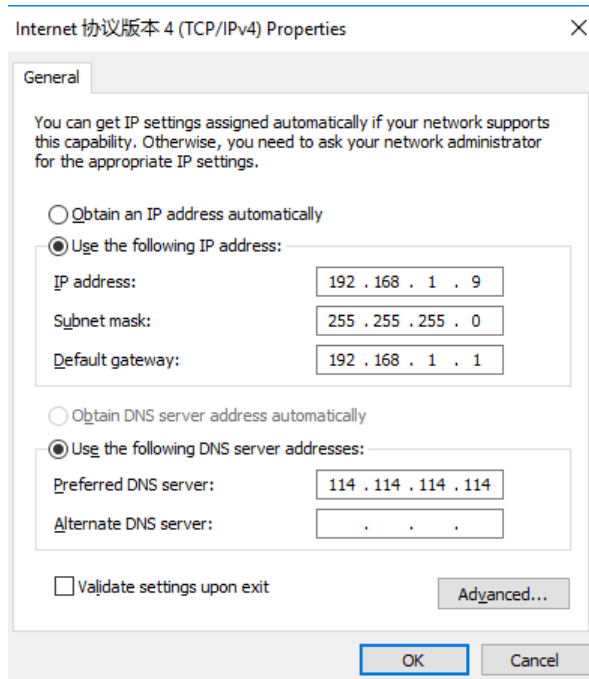 Internet 协议版本 4 (TCP/IPv4) Properties
General
You can get IP settings assigned automatically if your network supports
this capability. Otherwise, you need to ask your network administrator
for the appropriate IP settings.
Obtain an IP address automatically
Use the following IP address:
IP address: 192 . 168 . 1 . 9
Subnet mask: 255 . 255 . 255 . 0
Default gateway: 192 . 168 . 1 . 1
Obtain DNS server address automatically
Use the following DNS server addresses:
Preferred DNS server: 114 . 114 . 114 . 114
Alternate DNS server: . . .
Validate settings upon exit
Advanced...
OK Cancel